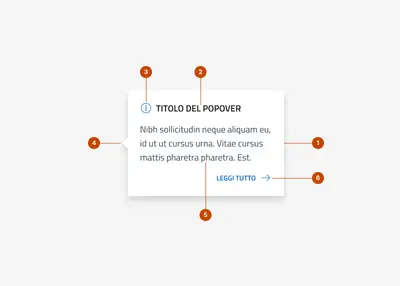 3
2
TITOLO DEL POPOVER
Nibh sollicitudin neque aliquam eu,
id ut ut cursus urna. Vitae cursus
mattis pharetra pharetra. Est.
4
1
LEGGI TUTTO
6
5